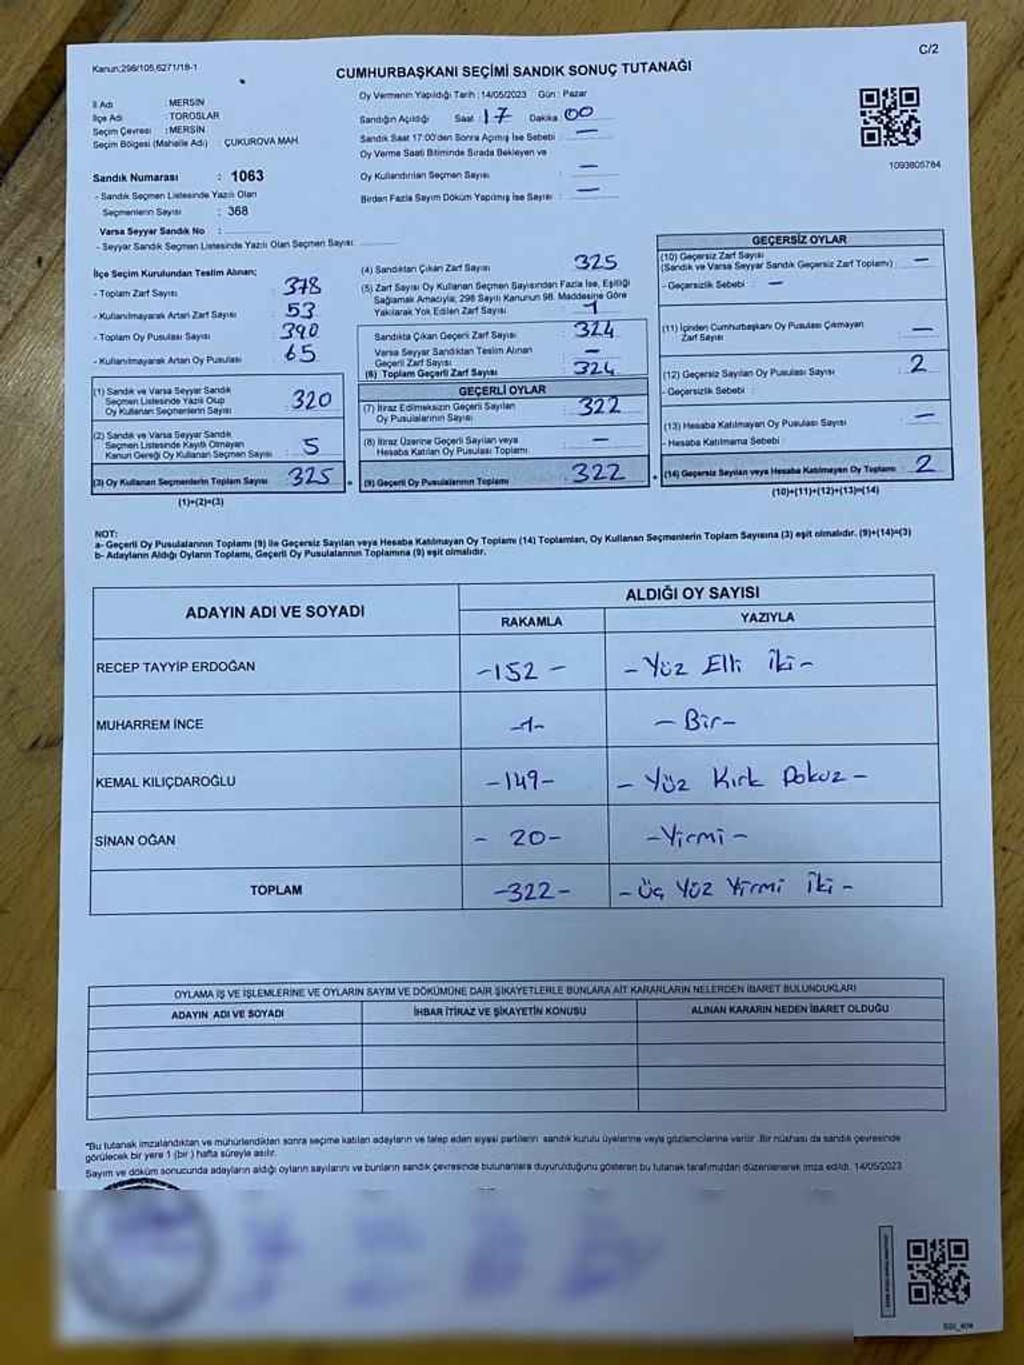 C/2
Kanun:298/105,6271/18-1
CUMHURBAŞKANI SEÇİMİ SANDIK SONUÇ TUTANAĞI
İl Adı : MERSİN
İlçe Adı : TOROSLAR
Seçim Çevresi : MERSİN
Seçim Bölgesi (Mahalle Adı) ÇUKUROVA MAH
Sandık Numarası : 1063
- Sandık Seçmen Listesinde Yazılı Olan
Seçmenlerin Sayısı : 368
Varsa Seyyar Sandık No :
- Seyyar Sandık Seçmen Listesinde Yazılı Olan Seçmen Sayısı
Oy Vermenin Yapıldığı Tarih : 14/05/2023 Gün : Pazar
Sandığın Açıldığı Saat : 17 Dakika : 00
Sandık Saat 17:00'den Sonra Açılmış İse Sebebi : —
Oy Verme Saati Bitiminde Sırada Bekleyen ve
Oy Kullandırılan Seçmen Sayısı : —
Birden Fazla Sayım Döküm Yapılmış İse Sayısı : —
1093805764
İlçe Seçim Kurulundan Teslim Alınan;
- Toplam Zarf Sayısı : 378
- Kullanılmayarak Artan Zarf Sayısı : 53
- Toplam Oy Pusulası Sayısı : 390
- Kullanılmayarak Artan Oy Pusulası : 65
(1) Sandık ve Varsa Seyyar Sandık
Seçmen Listesinde Yazılı Olup
Oy Kullanan Seçmenlerin Sayısı : 320
(2) Sandık ve Varsa Seyyar Sandık
Seçmen Listesinde Kayıtlı Olmayan
Kanun Gereği Oy Kullanan Seçmen Sayısı : 5
(3) Oy Kullanan Seçmenlerin Toplam Sayısı : 325
(1)+(2)=(3)
(4) Sandıktan Çıkan Zarf Sayısı : 325
(5) Zarf Sayısı Oy Kullanan Seçmen Sayısından Fazla İse, Eşitliği
Sağlamak Amacıyla; 298 Sayılı Kanunun 98. Maddesine Göre
Yakılarak Yok Edilen Zarf Sayısı : 1
Sandıkta Çıkan Geçerli Zarf Sayısı : 324
Varsa Seyyar Sandıktan Teslim Alınan
Geçerli Zarf Sayısı : —
(6) Toplam Geçerli Zarf Sayısı : 324
GEÇERLİ OYLAR
(7) İtiraz Edilmeksizin Geçerli Sayılan
Oy Pusulalarının Sayısı : 322
(8) İtiraz Üzerine Geçerli Sayılan veya
Hesaba Katılan Oy Pusulası Toplamı : —
(9) Geçerli Oy Pusulalarının Toplamı : 322
GEÇERSİZ OYLAR
(10) Geçersiz Zarf Sayısı
(Sandık ve Varsa Seyyar Sandık Geçersiz Zarf Toplamı) : —
- Geçersizlik Sebebi : —
(11) İçinden Cumhurbaşkanı Oy Pusulası Çıkmayan
Zarf Sayısı : —
(12) Geçersiz Sayılan Oy Pusulası Sayısı : 2
- Geçersizlik Sebebi :
(13) Hesaba Katılmayan Oy Pusulası Sayısı : —
- Hesaba Katılmama Sebebi :
(14) Geçersiz Sayılan veya Hesaba Katılmayan Oy Toplamı : 2
(10)+(11)+(12)+(13)=(14)
NOT:
a- Geçerli Oy Pusulalarının Toplamı (9) ile Geçersiz Sayılan veya Hesaba Katılmayan Oy Toplamı (14) Toplamları, Oy Kullanan Seçmenlerin Toplam Sayısına (3) eşit olmalıdır. (9)+(14)=(3)
b- Adayların Aldığı Oyların Toplamı, Geçerli Oy Pusulalarının Toplamına (9) eşit olmalıdır.
ADAYIN ADI VE SOYADI ALDIĞI OY SAYISI
RAKAMLA YAZIYLA
RECEP TAYYİP ERDOĞAN -152- -Yüz Elli İki-
MUHARREM İNCE -1- -Bir-
KEMAL KILIÇDAROĞLU -149- -Yüz Kırk Dokuz-
SİNAN OĞAN -20- -Yirmi-
TOPLAM -322- -Üç Yüz Yirmi İki-
OYLAMA İŞ VE İŞLEMLERİNE VE OYLARIN SAYIM VE DÖKÜMÜNE DAİR ŞİKAYETLERLE BUNLARA AİT KARARLARIN NELERDEN İBARET BULUNDUKLARI
ADAYIN ADI VE SOYADI İHBAR İTİRAZ VE ŞİKAYETİN KONUSU ALINAN KARARIN NEDEN İBARET OLDUĞU
*Bu tutanak imzalandıktan ve mühürlendikten sonra seçime katılan adayların ve talep eden siyasi partilerin sandık kurulu üyelerine veya gözlemcilerine verilir. Bir nüshası da sandık çevresinde
görülecek bir yere 1 (bir) hafta süreyle asılır.
Sayım ve döküm sonucunda adayların aldığı oyların sayılarını ve bunların sandık çevresinde bulunanlara duyurulduğunu gösteren bu tutanak tarafımızdan düzenlenerek imza edildi. 14/05/2023